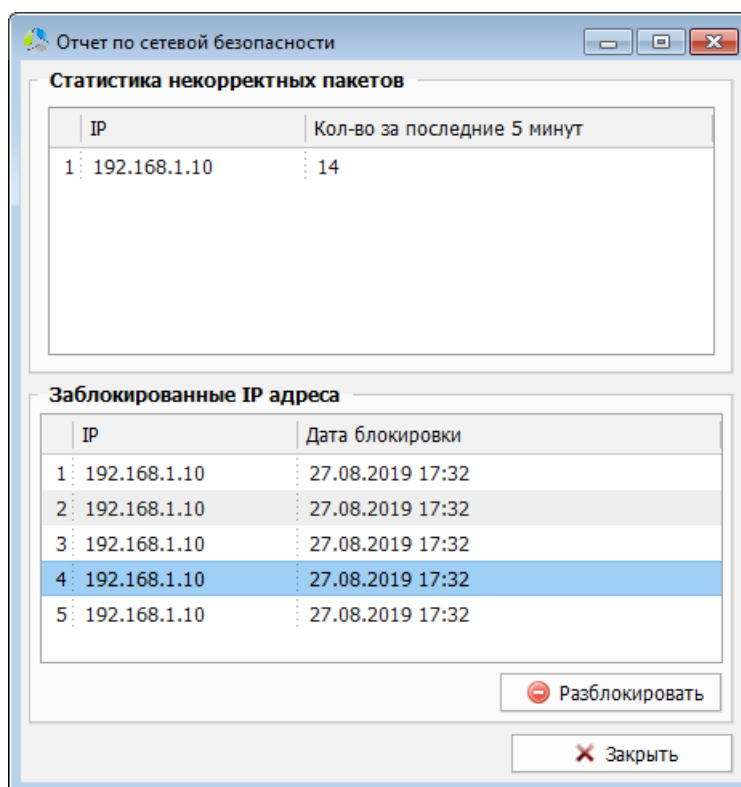 Отчет по сетевой безопасности
Статистика некорректных пакетов
IP Кол-во за последние 5 минут
1 192.168.1.10 14
Заблокированные IP адреса
IP Дата блокировки
1 192.168.1.10 27.08.2019 17:32
2 192.168.1.10 27.08.2019 17:32
3 192.168.1.10 27.08.2019 17:32
4 192.168.1.10 27.08.2019 17:32
5 192.168.1.10 27.08.2019 17:32
Разблокировать
Закрыть